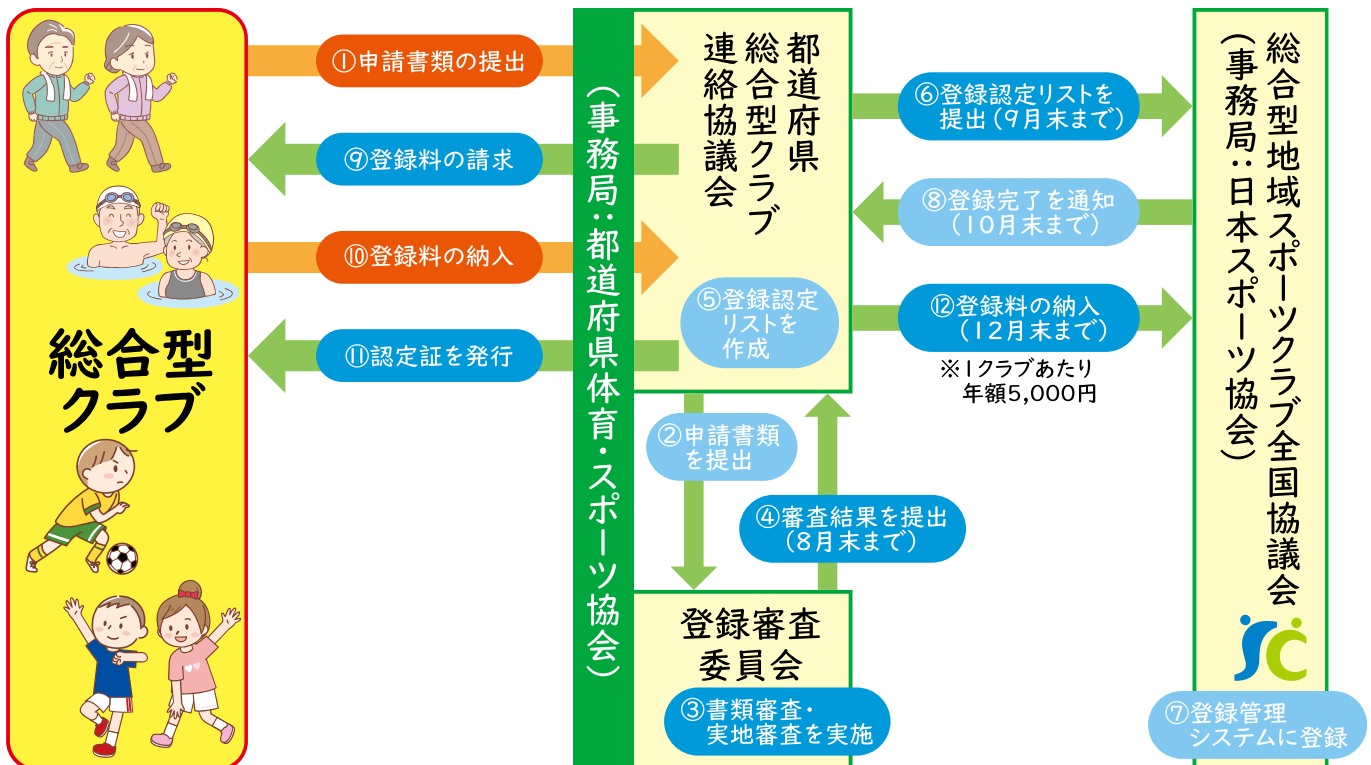 総合型
クラブ
①申請書類の提出
⑨登録料の請求
⑩登録料の納入
⑪認定証を発行
(事務局:都道府県体育・スポーツ協会)
都道府県
総合型クラブ
連絡協議会
⑤登録認定
リストを
作成
②申請書類
を提出
④審査結果を提出
(8月末まで)
登録審査
委員会
③書類審査・
実地審査を実施
⑥登録認定リストを
提出(9月末まで)
⑧登録完了を通知
(10月末まで)
⑫登録料の納入
(12月末まで)
※1クラブあたり
年額5,000円
総合型地域スポーツクラブ全国協議会
(事務局:日本スポーツ協会)
SC
⑦登録管理
システムに登録